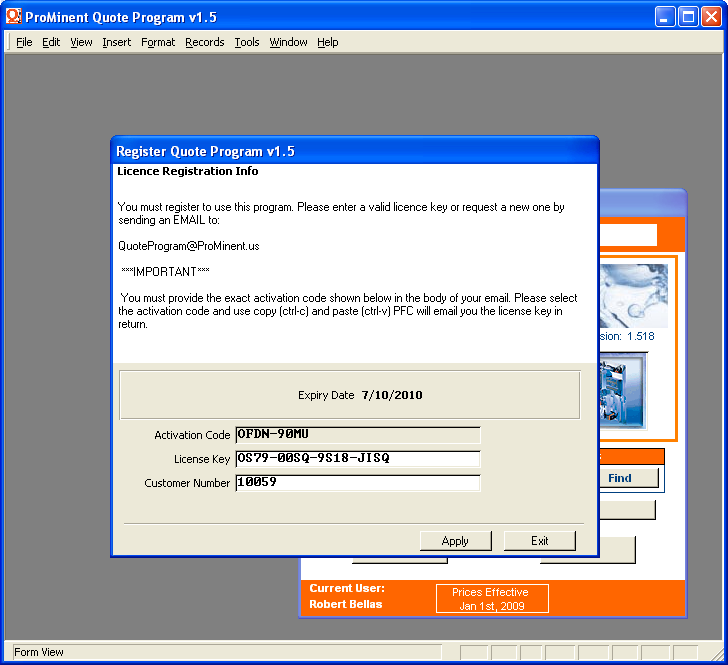 ProMinent Quote Program v1.5
File Edit View Insert Format Records Tools Window Help
Register Quote Program v1.5
Licence Registration Info
You must register to use this program. Please enter a valid licence key or request a new one by
sending an EMAIL to:
QuoteProgram@ProMinent.us
***IMPORTANT***
You must provide the exact activation code shown below in the body of your email. Please select
the activation code and use copy (ctrl-c) and paste (ctrl-v) PFC will email you the license key in
return.
sion: 1.518
Expiry Date 7/10/2010
Activation Code OFDN-90MU
License Key OS79-00SQ-9S18-JISQ
Customer Number 10059
Find
Apply Exit
Current User:
Robert Bellas
Prices Effective
Jan 1st, 2009
Form View